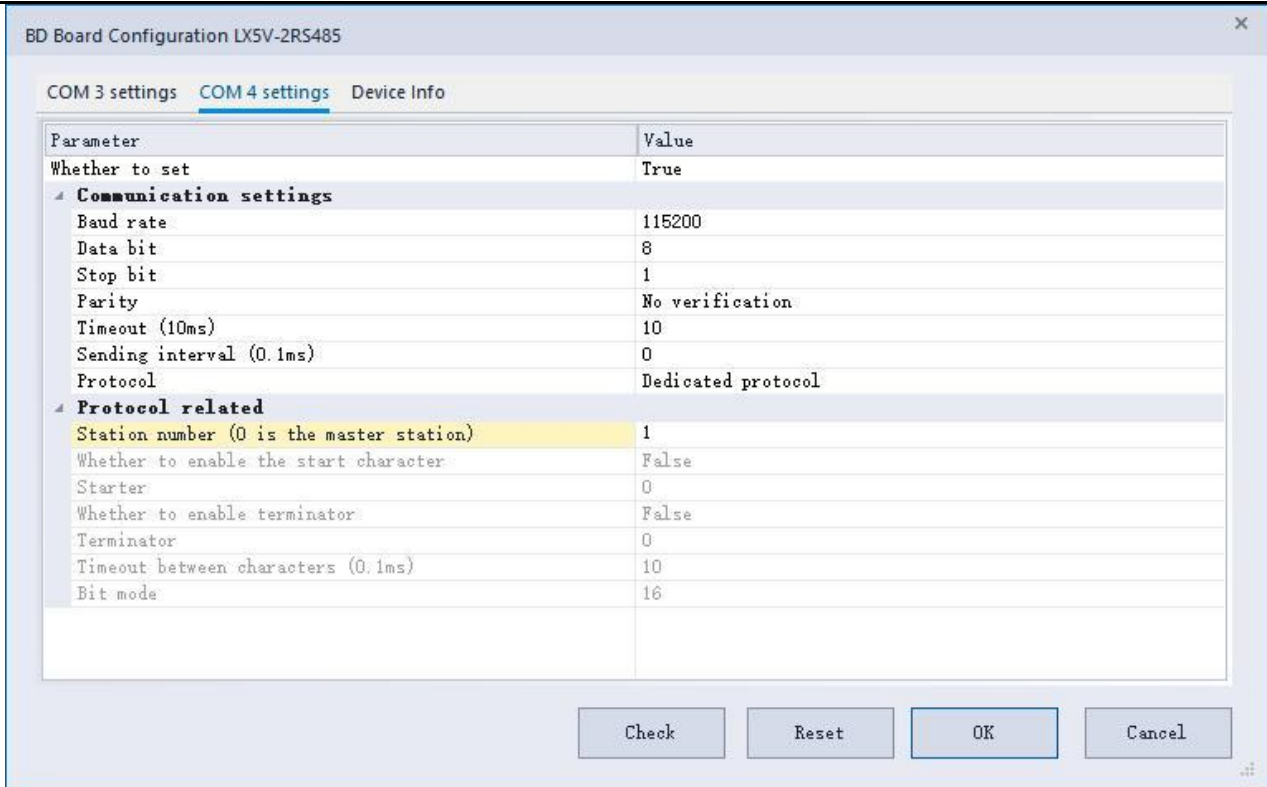 BD Board Configuration LX5V-2RS485
COM 3 settings COM 4 settings Device Info
Parameter Value
Whether to set True
Communication settings
Baud rate 115200
Data bit 8
Stop bit 1
Parity No verification
Timeout (10ms) 10
Sending interval (0.1ms) 0
Protocol Dedicated protocol
Protocol related
Station number (0 is the master station) 1
Whether to enable the start character False
Starter 0
Whether to enable terminator False
Terminator 0
Timeout between characters (0.1ms) 10
Bit mode 16
Check Reset OK Cancel